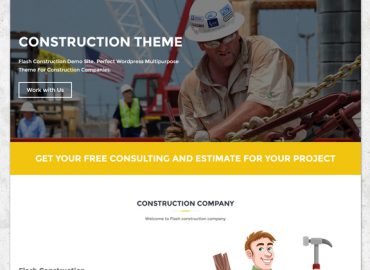 CONSTRUCTION THEME
Flash Construction Demo Site. Perfect Wordpress Multipurpose
Theme For Construction Companies.
Work with Us
GET YOUR FREE CONSULTING AND ESTIMATE FOR YOUR PROJECT
CONSTRUCTION COMPANY
Welcome to Flash construction company
Flash Construction